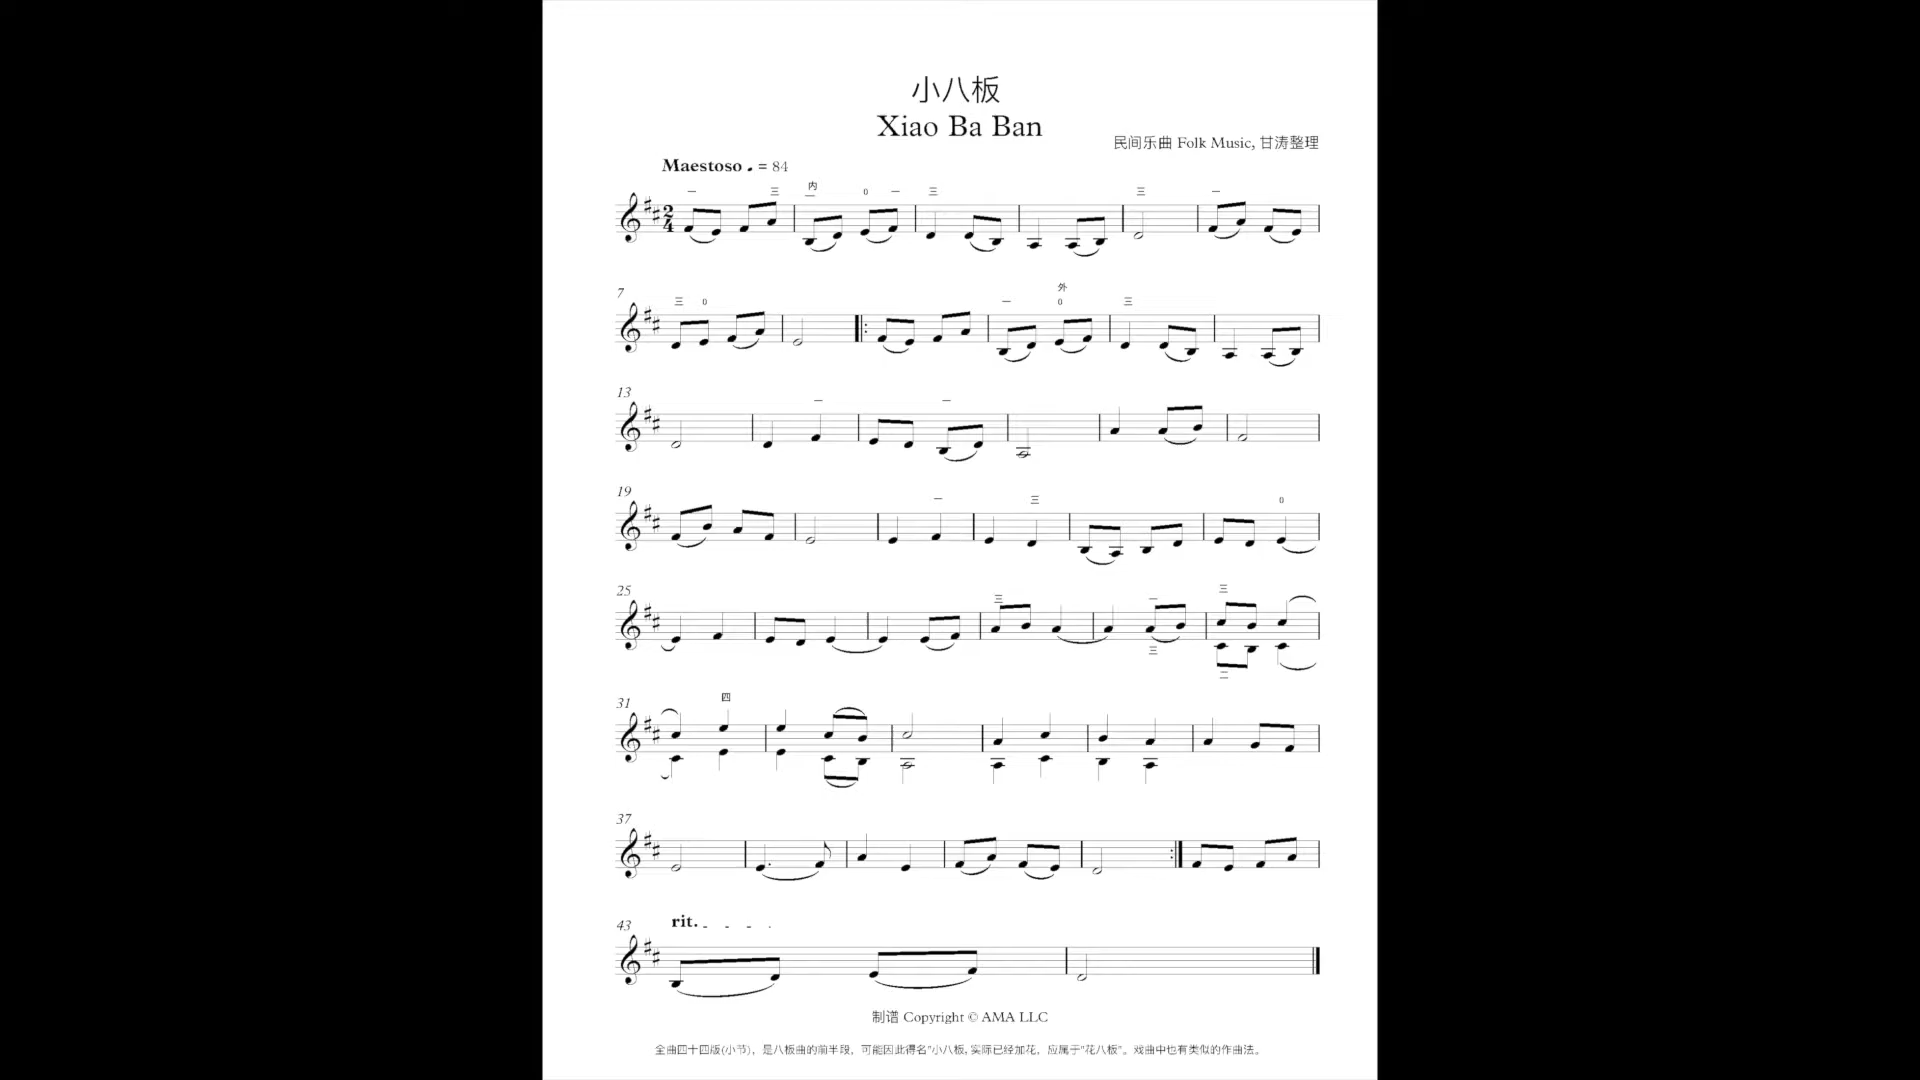 小八板
Xiao Ba Ban
民间乐曲 Folk Music, 甘涛整理
Maestoso ♩ = 84
一 三 内 一 0 一 三 三 一
2
4
7
三 0 一 外 0 三
13
一 一
19
一 三 0
25
三 一 三 三 二
31
四
37
43
rit.
制谱 Copyright © AMA LLC
全曲四十四版(小节)，是八板曲的前半段，可能因此得名"小八板, 实际已经加花，应属于"花八板"。戏曲中也有类似的作曲法。